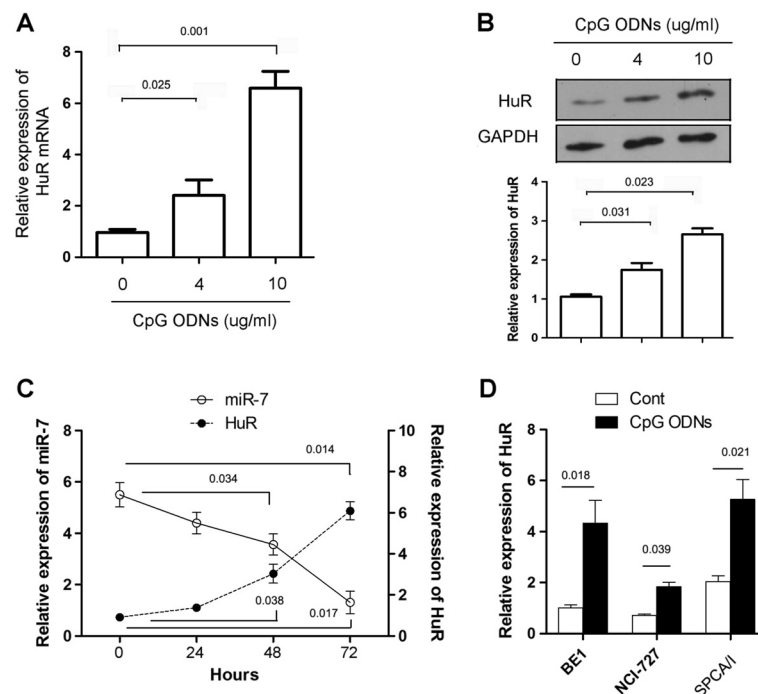 A
Relative expression of
HuR mRNA
8
6
4
2
0
0.001
0.025
0 4 10
CpG ODNs (ug/ml)
B
CpG ODNs (ug/ml)
0 4 10
HuR
GAPDH
Relative expression of HuR
4
3
2
1
0
0.023
0.031
C
miR-7
HuR
Relative expression of miR-7
8
6
4
2
0
0.014
0.034
0.038
0.017
10
8
6
4
2
0
Relative expression of HuR
0 24 48 72
Hours
D
Cont
CpG ODNs
Relative expression of HuR
8
6
4
2
0
0.018
0.039
0.021
BE1 NCI-727 SPCA/I